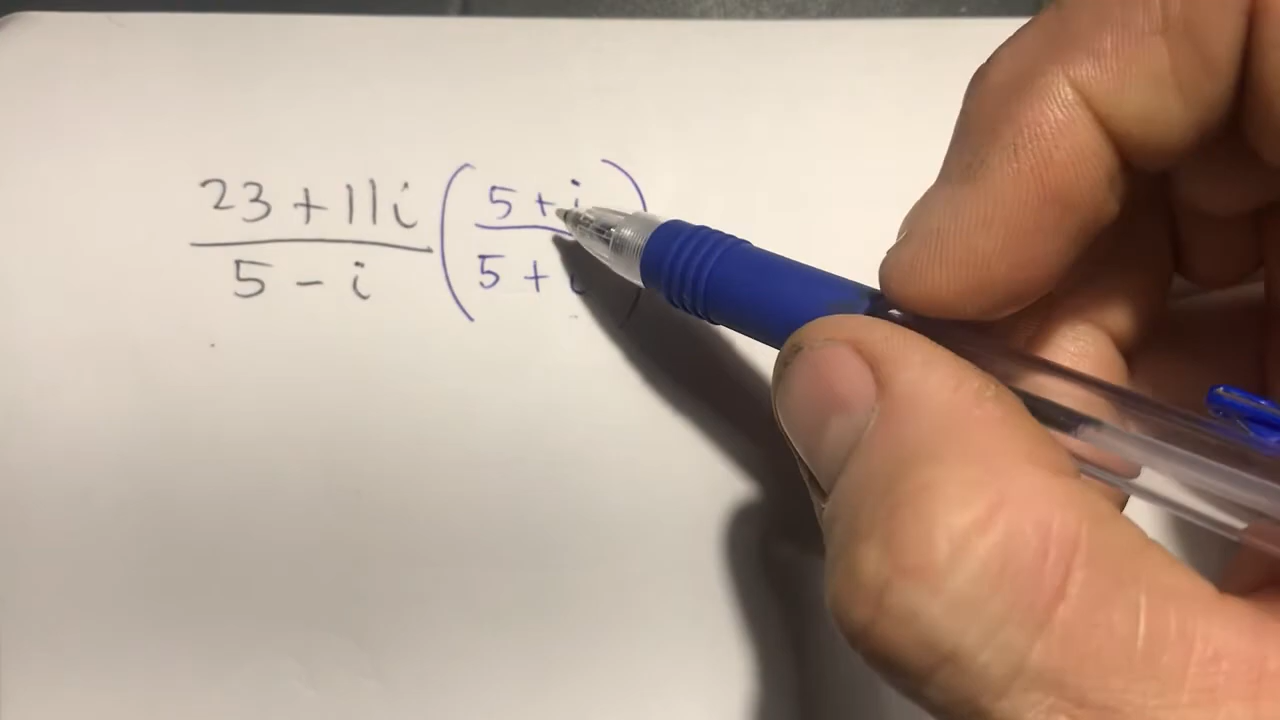 23 + 11i ( 5 + i )
5 - i ( 5 + i )